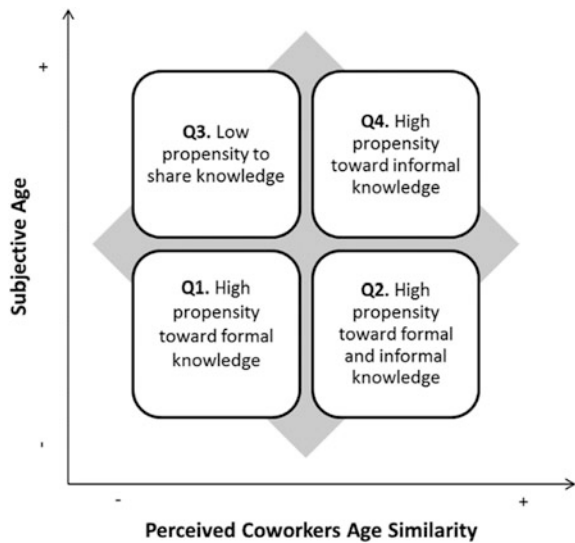 +
Subjective Age
-
Q3. Low
propensity to
share knowledge
Q4. High
propensity
toward informal
knowledge
Q1. High
propensity
toward formal
knowledge
Q2. High
propensity
toward formal
and informal
knowledge
-
+
Perceived Coworkers Age Similarity